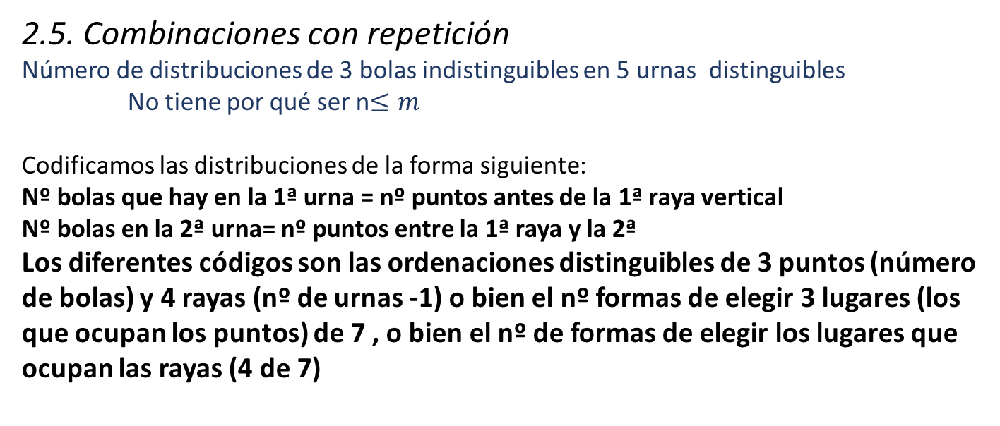 2.5. Combinaciones con repetición
Número de distribuciones de 3 bolas indistinguibles en 5 urnas distinguibles
No tiene por qué ser n≤ m
Codificamos las distribuciones de la forma siguiente:
Nº bolas que hay en la 1ª urna = nº puntos antes de la 1ª raya vertical
Nº bolas en la 2ª urna= nº puntos entre la 1ª raya y la 2ª
Los diferentes códigos son las ordenaciones distinguibles de 3 puntos (número
de bolas) y 4 rayas (nº de urnas -1) o bien el nº formas de elegir 3 lugares (los
que ocupan los puntos) de 7 , o bien el nº de formas de elegir los lugares que
ocupan las rayas (4 de 7)